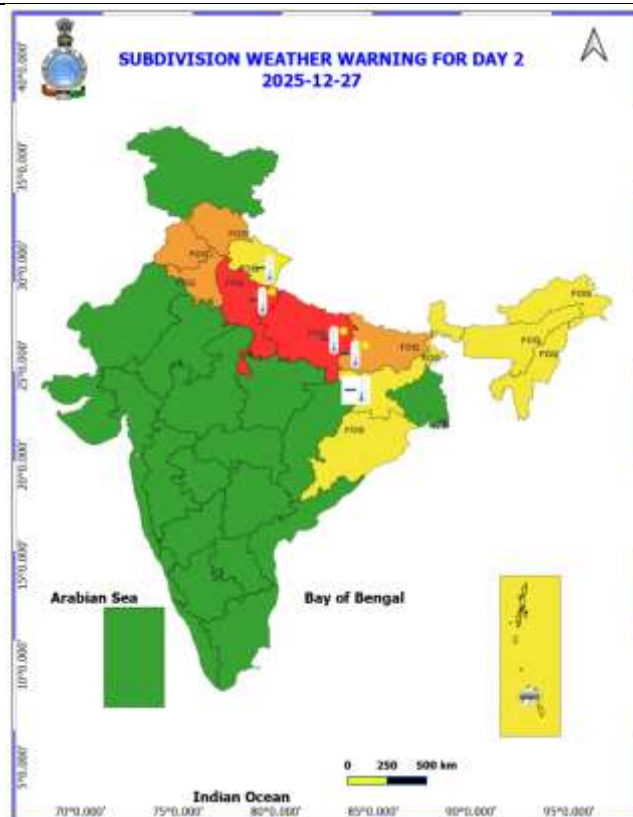 SUBDIVISION WEATHER WARNING FOR DAY 2
2025-12-27
40°0.000'
35°0.000'
30°0.000'
25°0.000'
20°0.000'
15°0.000'
10°0.000'
5°0.000'
FOG
FOG
FOG
FOG
FOG
FOG
FOG
FOG
Arabian Sea
Bay of Bengal
0 250 500 km
Indian Ocean
70°0.000' 75°0.000' 80°0.000' 85°0.000' 90°0.000' 95°0.000'